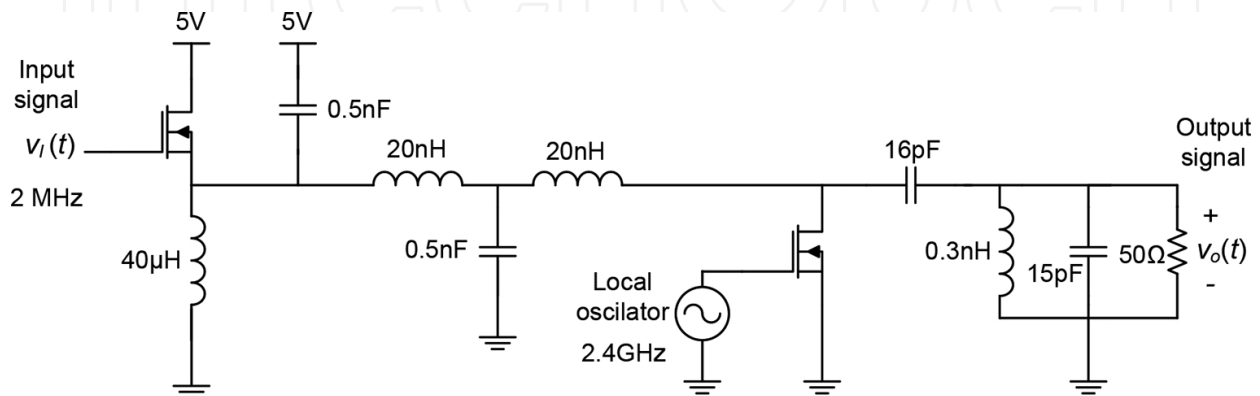 5V
5V
Input
signal
v_I(t)
2 MHz
0.5nF
20nH
20nH
16pF
Output
signal
40µH
0.5nF
Local
oscilator
2.4GHz
0.3nH
15pF
50Ω
+
v_o(t)
-